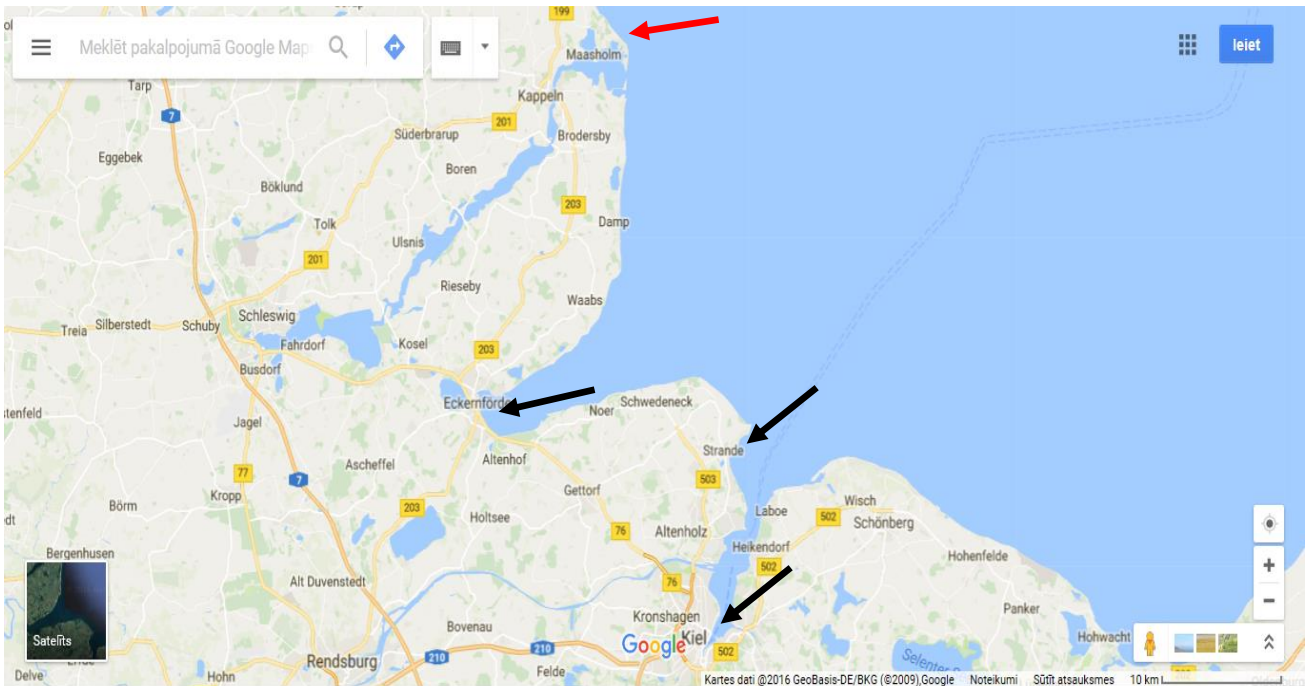 199
Meklēt pakalpojumā Google Map
Ieiet
Maasholm
Tarp
Kappeln
7
201
Süderbrarup
Brodersby
Eggebek
Boren
Böklund
203
Tolk
Damp
Ulsnis
201
Rieseby
Waabs
Schleswig
Treia
Silberstedt
Schuby
Fahrdorf
Kosel
203
Busdorf
Eckernförde
Noer
Schwedeneck
Jagel
Strande
Altenhof
Ascheffel
77
7
503
Gettorf
Kropp
Wisch
Börm
203
Laboe
502
Holtsee
76
Altenholz
Schönberg
Heikendorf
Bergenhusen
502
Hohenfelde
Alt Duvenstedt
76
Panker
Kronshagen
Satelīts
Bovenau
Google
Kiel
Hohwacht
210
210
502
Rendsburg
Selenter
Felde
Hohn
Delve
202
Kartes dati @2016 GeoBasis-DE/BKG (©2009),Google Noteikumi Sūtīt atsauksmes 10 km